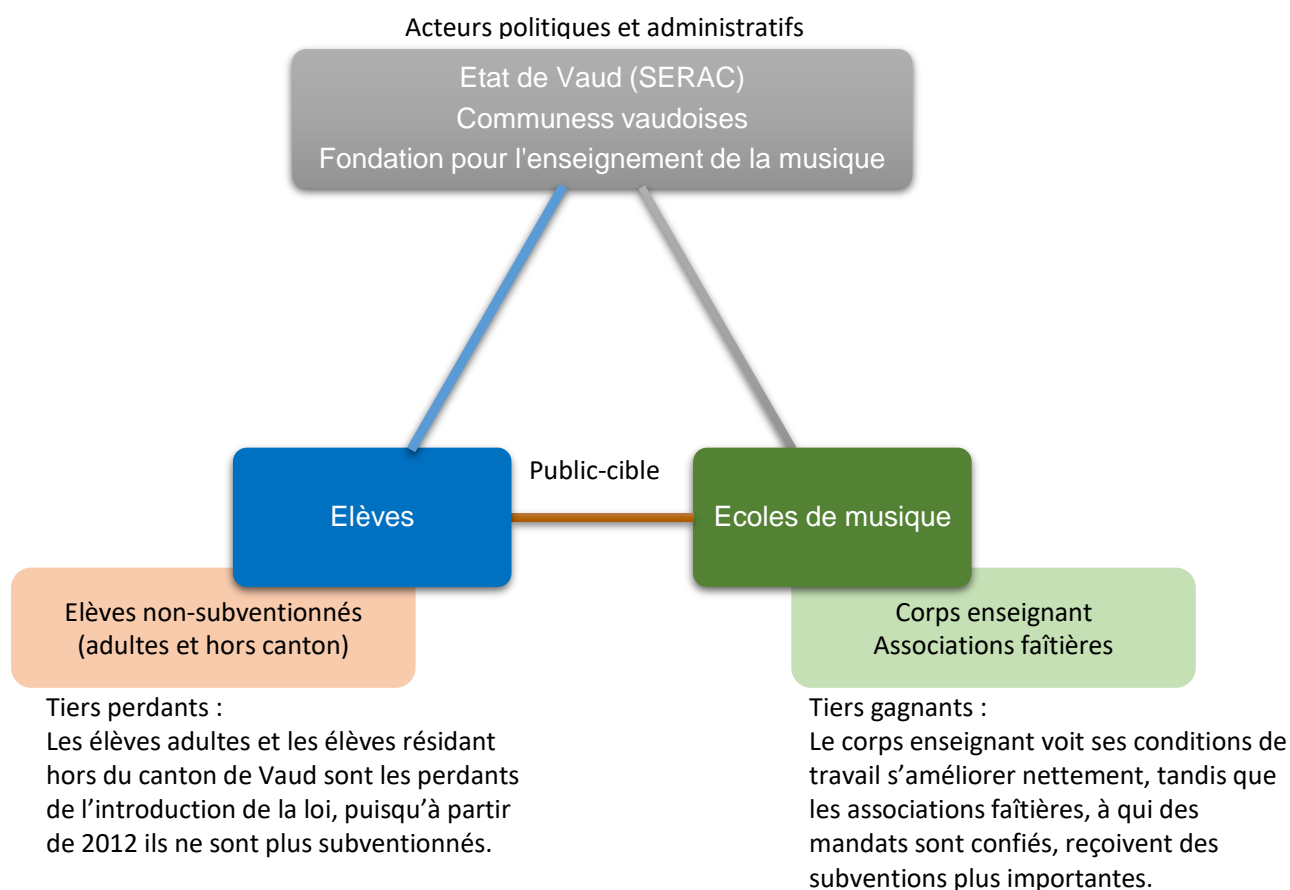 Acteurs politiques et administratifs
Etat de Vaud (SERAC)
Communess vaudoises
Fondation pour l'enseignement de la musique
Public-cible
Elèves
Ecoles de musique
Elèves non-subventionnés
(adultes et hors canton)
Corps enseignant
Associations faîtières
Tiers perdants :
Les élèves adultes et les élèves résidant
hors du canton de Vaud sont les perdants
de l’introduction de la loi, puisqu’à partir
de 2012 ils ne sont plus subventionnés.
Tiers gagnants :
Le corps enseignant voit ses conditions de
travail s’améliorer nettement, tandis que
les associations faîtières, à qui des
mandats sont confiés, reçoivent des
subventions plus importantes.